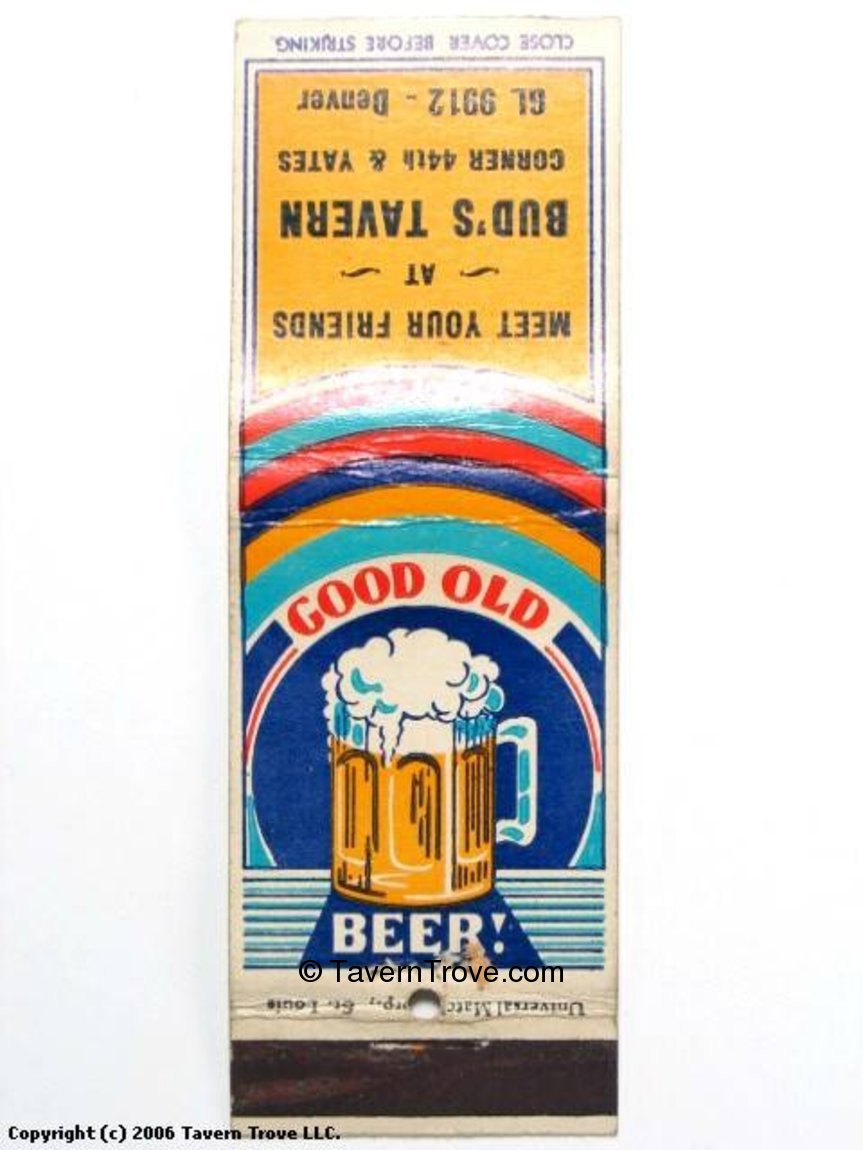 CLOSE COVER BEFORE STRIKING
MEET YOUR FRIENDS
AT
BUD'S TAVERN
CORNER 44th & YATES
GL 9912 - Denver
GOOD OLD
BEER!
© TavernTrove.com
Universal Match Corp., St. Louis
Copyright (c) 2006 Tavern Trove LLC.